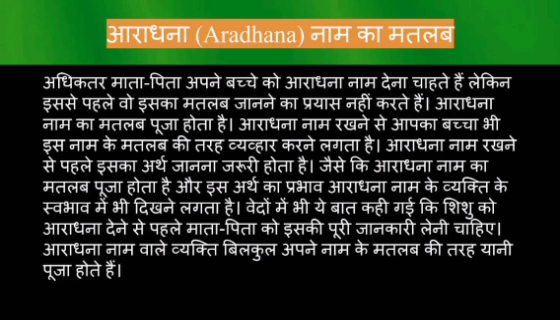 आराधना (Aradhana) नाम का मतलब
अधिकतर माता-पिता अपने बच्चे को आराधना नाम देना चाहते हैं लेकिन
इससे पहले वो इसका मतलब जानने का प्रयास नहीं करते हैं। आराधना
नाम का मतलब पूजा होता है। आराधना नाम रखने से आपका बच्चा भी
इस नाम के मतलब की तरह व्यव्हार करने लगता है। आराधना नाम रखने
से पहले इसका अर्थ जानना जरूरी होता है। जैसे कि आराधना नाम का
मतलब पूजा होता है और इस अर्थ का प्रभाव आराधना नाम के व्यक्ति के
स्वभाव में भी दिखने लगता है। वेदों में भी ये बात कही गई कि शिशु को
आराधना देने से पहले माता-पिता को इसकी पूरी जानकारी लेनी चाहिए।
आराधना नाम वाले व्यक्ति बिलकुल अपने नाम के मतलब की तरह यानी
पूजा होते हैं।